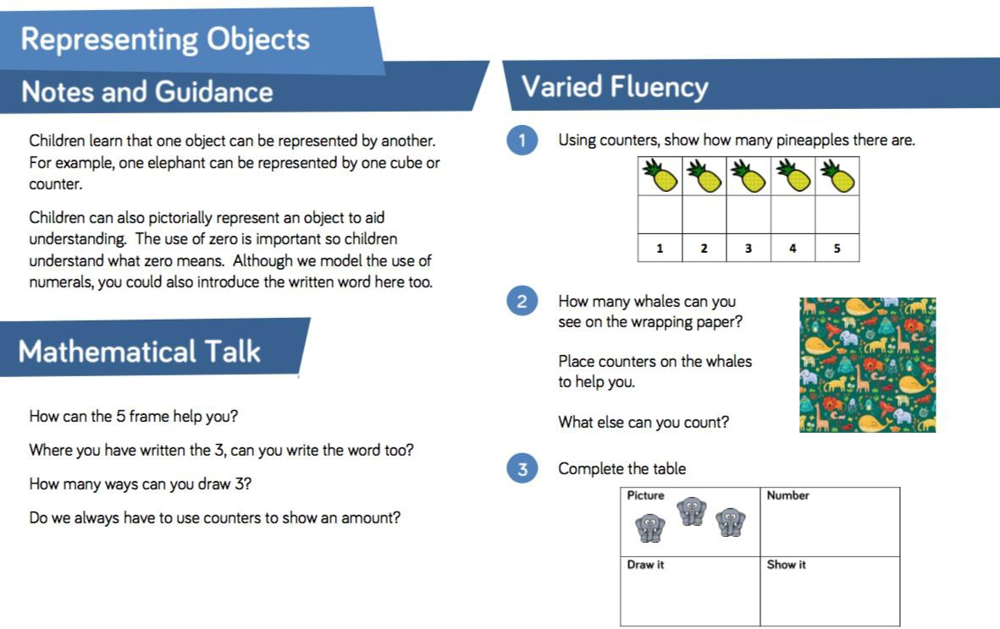 Representing Objects
Notes and Guidance
Children learn that one object can be represented by another.
For example, one elephant can be represented by one cube or
counter.
Children can also pictorially represent an object to aid
understanding. The use of zero is important so children
understand what zero means. Although we model the use of
numerals, you could also introduce the written word here too.
Mathematical Talk
How can the 5 frame help you?
Where you have written the 3, can you write the word too?
How many ways can you draw 3?
Do we always have to use counters to show an amount?
Varied Fluency
1 Using counters, show how many pineapples there are.
1 2 3 4 5
2 How many whales can you
see on the wrapping paper?
Place counters on the whales
to help you.
What else can you count?
3 Complete the table
Picture Number
Draw it Show it